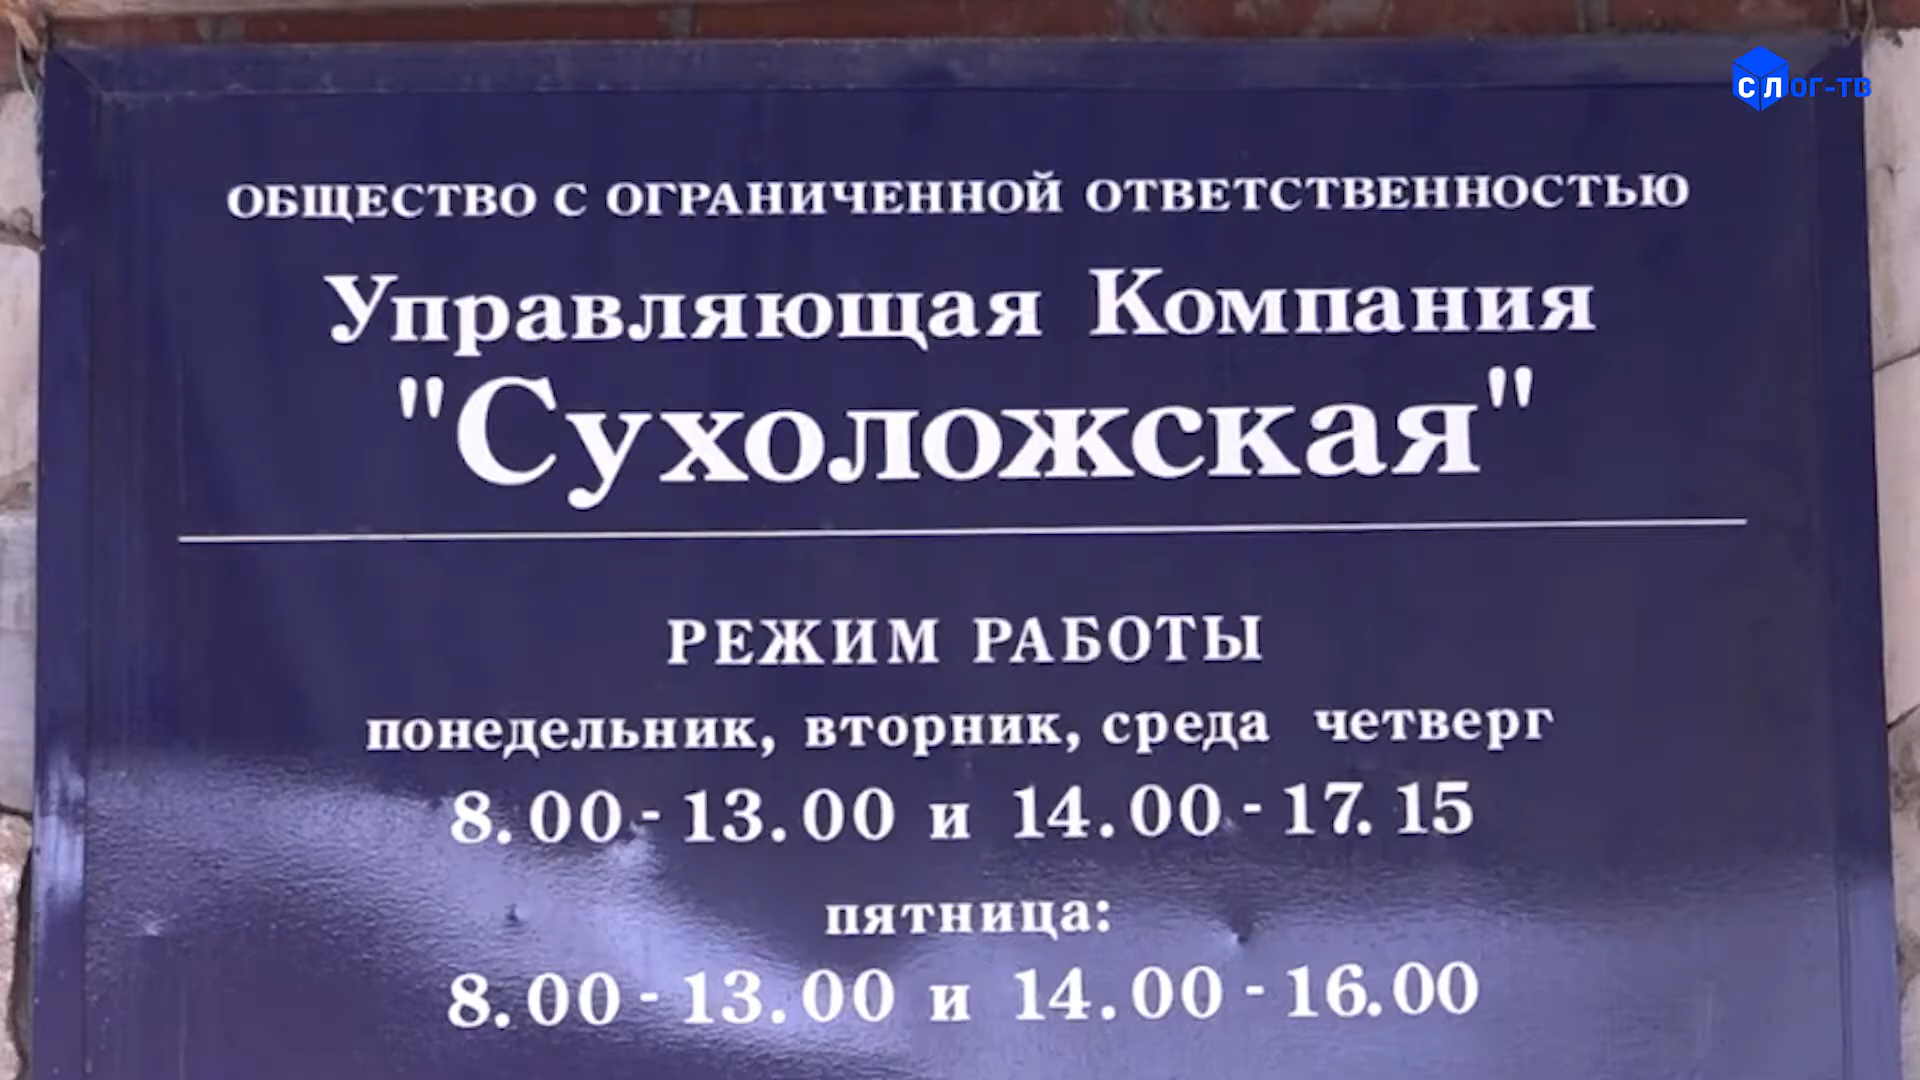 СЛОГ-ТВ
ОБЩЕСТВО С ОГРАНИЧЕННОЙ ОТВЕТСТВЕННОСТЬЮ
Управляющая Компания
"Сухоложская"
РЕЖИМ РАБОТЫ
понедельник, вторник, среда четверг
8.00-13.00 и 14.00-17.15
пятница:
8.00-13.00 и 14.00-16.00